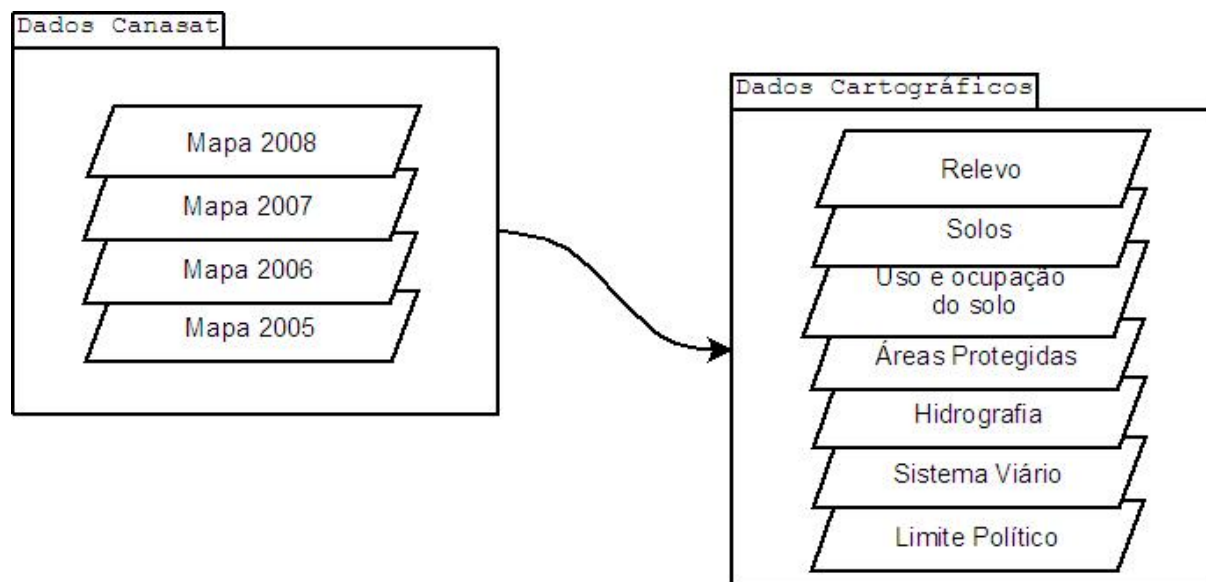 Dados Canasat
Mapa 2008
Mapa 2007
Mapa 2006
Mapa 2005
Dados Cartográficos
Relevo
Solos
Uso e ocupação
do solo
Áreas Protegidas
Hidrografia
Sistema Viário
Limite Político